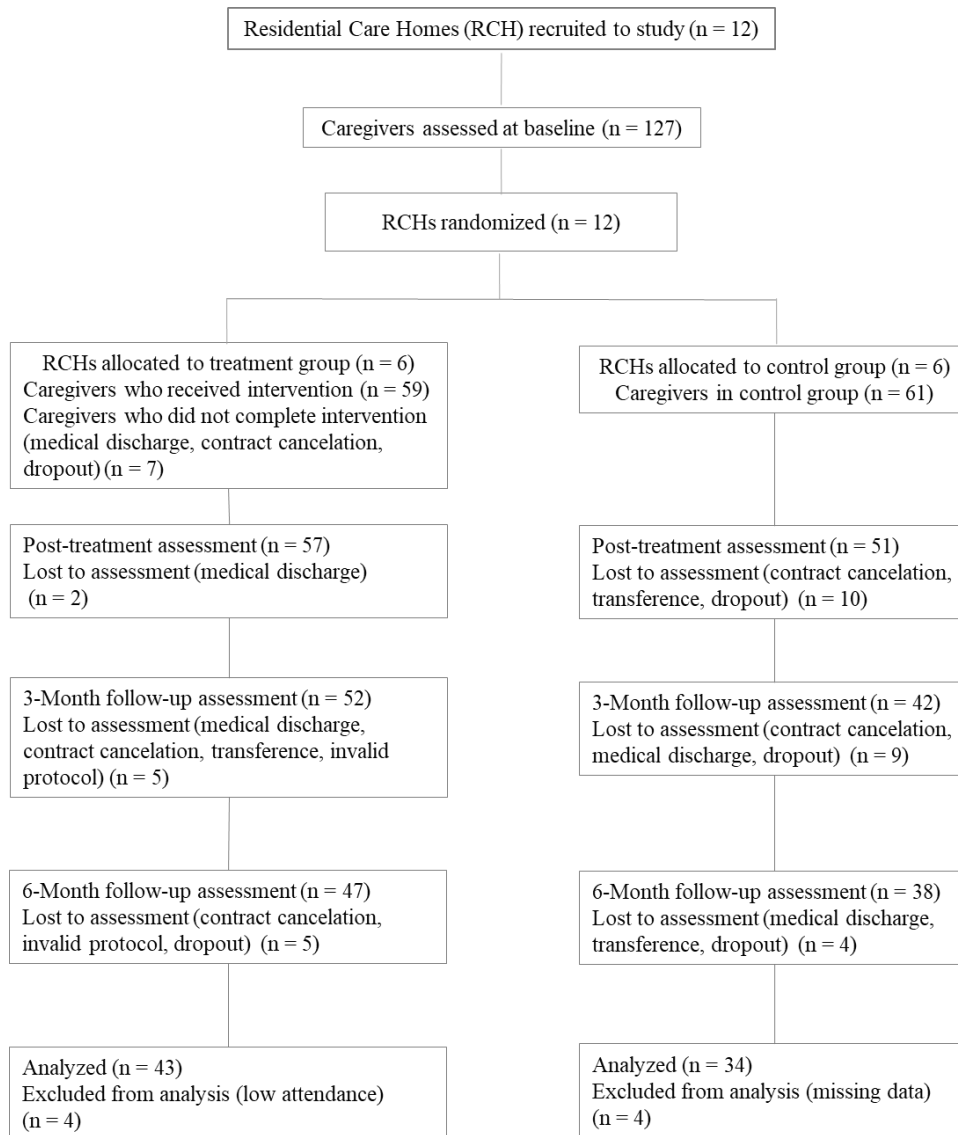 Residential Care Homes (RCH) recruited to study (n = 12)
Caregivers assessed at baseline (n = 127)
RCHs randomized (n = 12)
RCHs allocated to treatment group (n = 6)
Caregivers who received intervention (n = 59)
Caregivers who did not complete intervention
(medical discharge, contract cancelation,
dropout) (n = 7)
RCHs allocated to control group (n = 6)
Caregivers in control group (n = 61)
Post-treatment assessment (n = 57)
Lost to assessment (medical discharge)
(n = 2)
Post-treatment assessment (n = 51)
Lost to assessment (contract cancelation,
transference, dropout) (n = 10)
3-Month follow-up assessment (n = 52)
Lost to assessment (medical discharge,
contract cancelation, transference, invalid
protocol) (n = 5)
3-Month follow-up assessment (n = 42)
Lost to assessment (contract cancelation,
medical discharge, dropout) (n = 9)
6-Month follow-up assessment (n = 47)
Lost to assessment (contract cancelation,
invalid protocol, dropout) (n = 5)
6-Month follow-up assessment (n = 38)
Lost to assessment (medical discharge,
transference, dropout) (n = 4)
Analyzed (n = 43)
Excluded from analysis (low attendance)
(n = 4)
Analyzed (n = 34)
Excluded from analysis (missing data)
(n = 4)